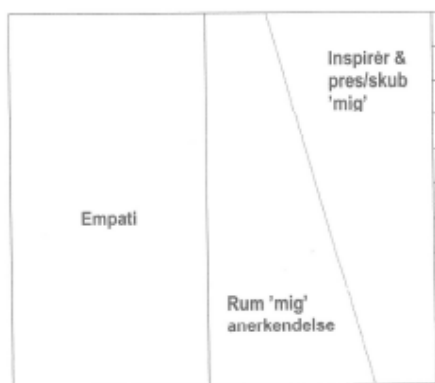 Inspirér &
pres/skub
'mig'
Empati
Rum 'mig'
anerkendelse